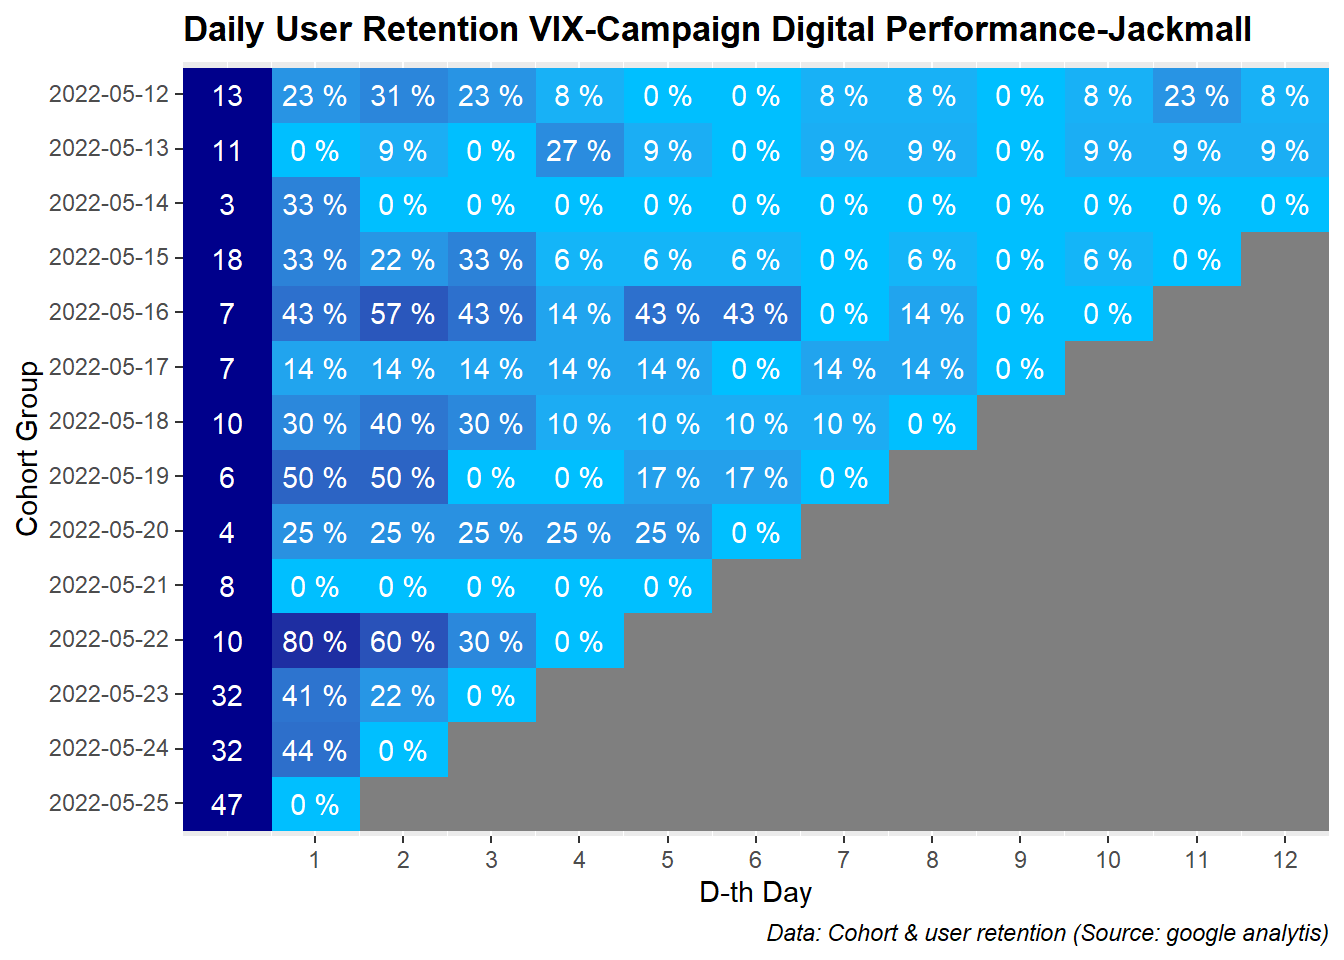 Daily User Retention VIX-Campaign Digital Performance-Jackmall
Cohort Group
2022-05-12 13 23 % 31 % 23 % 8 % 0 % 0 % 8 % 8 % 0 % 8 % 23 % 8 %
2022-05-13 11 0 % 9 % 0 % 27 % 9 % 0 % 9 % 9 % 0 % 9 % 9 % 9 %
2022-05-14 3 33 % 0 % 0 % 0 % 0 % 0 % 0 % 0 % 0 % 0 % 0 % 0 %
2022-05-15 18 33 % 22 % 33 % 6 % 6 % 6 % 0 % 6 % 0 % 6 % 0 %
2022-05-16 7 43 % 57 % 43 % 14 % 43 % 43 % 0 % 14 % 0 % 0 %
2022-05-17 7 14 % 14 % 14 % 14 % 14 % 0 % 14 % 14 % 0 %
2022-05-18 10 30 % 40 % 30 % 10 % 10 % 10 % 10 % 0 %
2022-05-19 6 50 % 50 % 0 % 0 % 17 % 17 % 0 %
2022-05-20 4 25 % 25 % 25 % 25 % 25 % 0 %
2022-05-21 8 0 % 0 % 0 % 0 % 0 %
2022-05-22 10 80 % 60 % 30 % 0 %
2022-05-23 32 41 % 22 % 0 %
2022-05-24 32 44 % 0 %
2022-05-25 47 0 %
1 2 3 4 5 6 7 8 9 10 11 12
D-th Day
Data: Cohort & user retention (Source: google analytis)